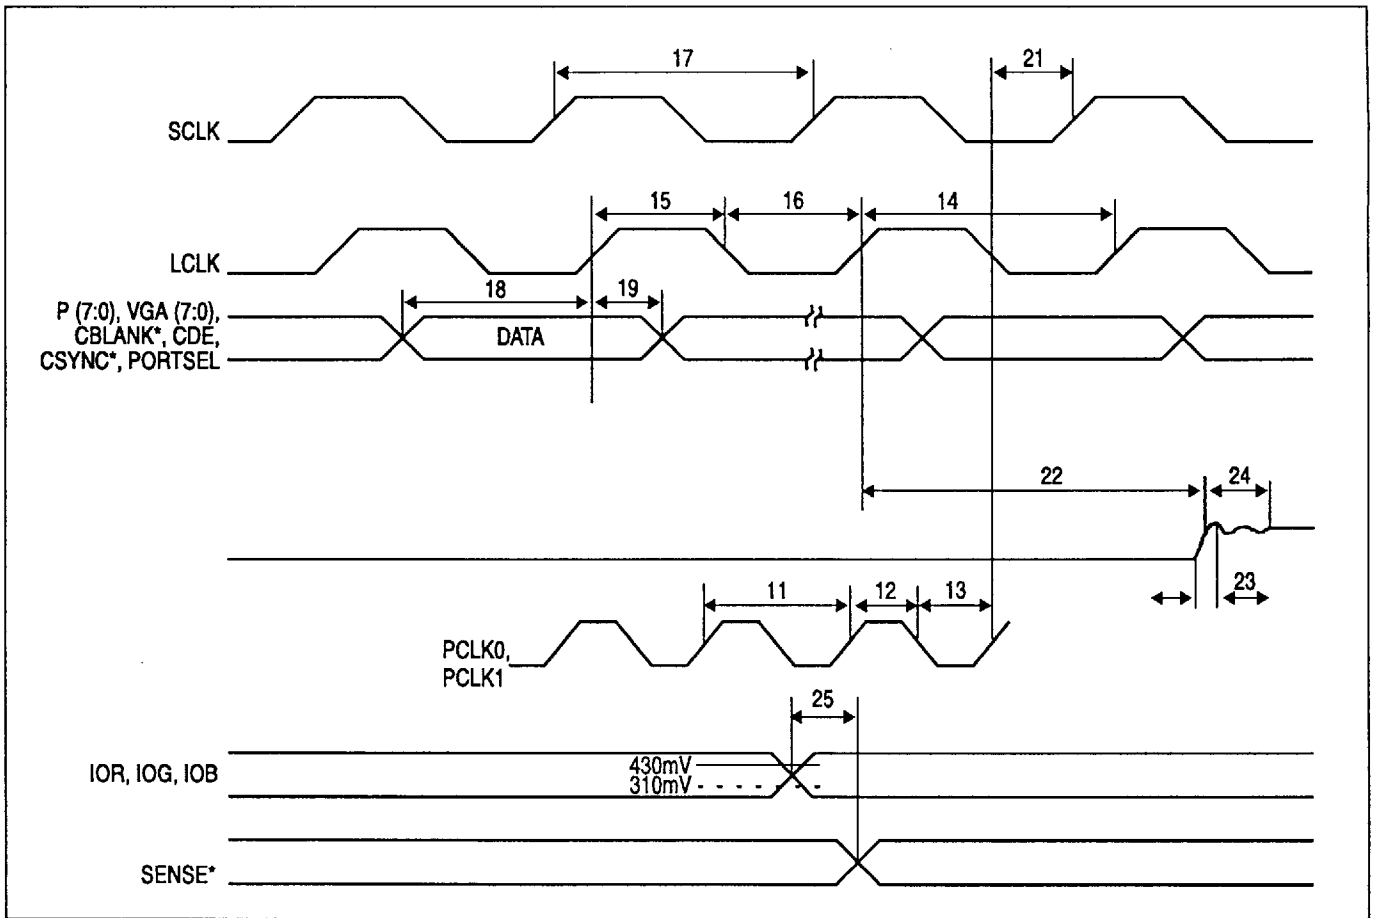 17
21
SCLK
15
16
14
LCLK
18
19
P (7:0), VGA (7:0),
CBLANK*, CDE,
CSYNC*, PORTSEL
DATA
22
24
23
11
12
13
PCLK0,
PCLK1
25
IOR, IOG, IOB
430mV
310mV
SENSE*